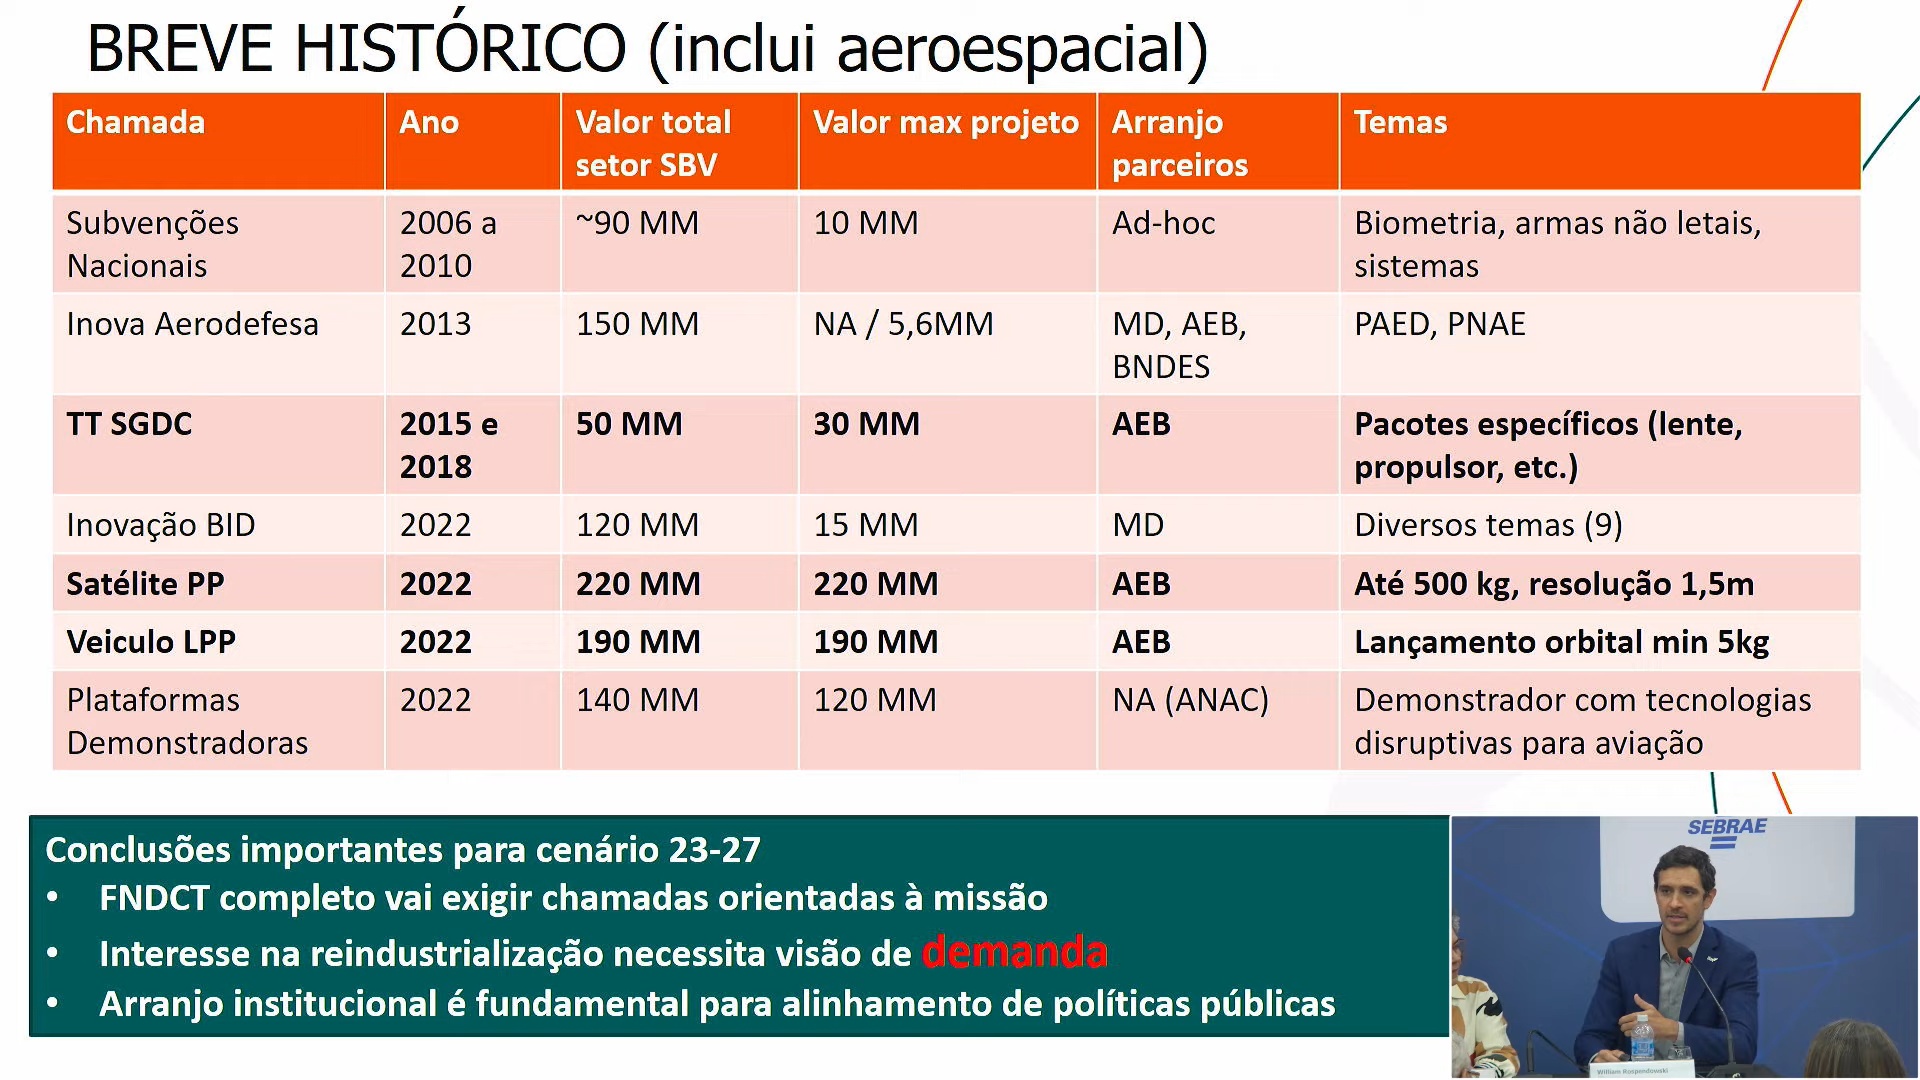 BREVE HISTÓRICO (inclui aeroespacial)
Chamada Ano Valor total setor SBV Valor max projeto Arranjo parceiros Temas
Subvenções Nacionais 2006 a 2010 ~90 MM 10 MM Ad-hoc Biometria, armas não letais, sistemas
Inova Aerodefesa 2013 150 MM NA / 5,6MM MD, AEB, BNDES PAED, PNAE
TT SGDC 2015 e 2018 50 MM 30 MM AEB Pacotes específicos (lente, propulsor, etc.)
Inovação BID 2022 120 MM 15 MM MD Diversos temas (9)
Satélite PP 2022 220 MM 220 MM AEB Até 500 kg, resolução 1,5m
Veiculo LPP 2022 190 MM 190 MM AEB Lançamento orbital min 5kg
Plataformas Demonstradoras 2022 140 MM 120 MM NA (ANAC) Demonstrador com tecnologias disruptivas para aviação
Conclusões importantes para cenário 23-27
• FNDCT completo vai exigir chamadas orientadas à missão
• Interesse na reindustrialização necessita visão de demanda
• Arranjo institucional é fundamental para alinhamento de políticas públicas
SEBRAE
William Rospendowski